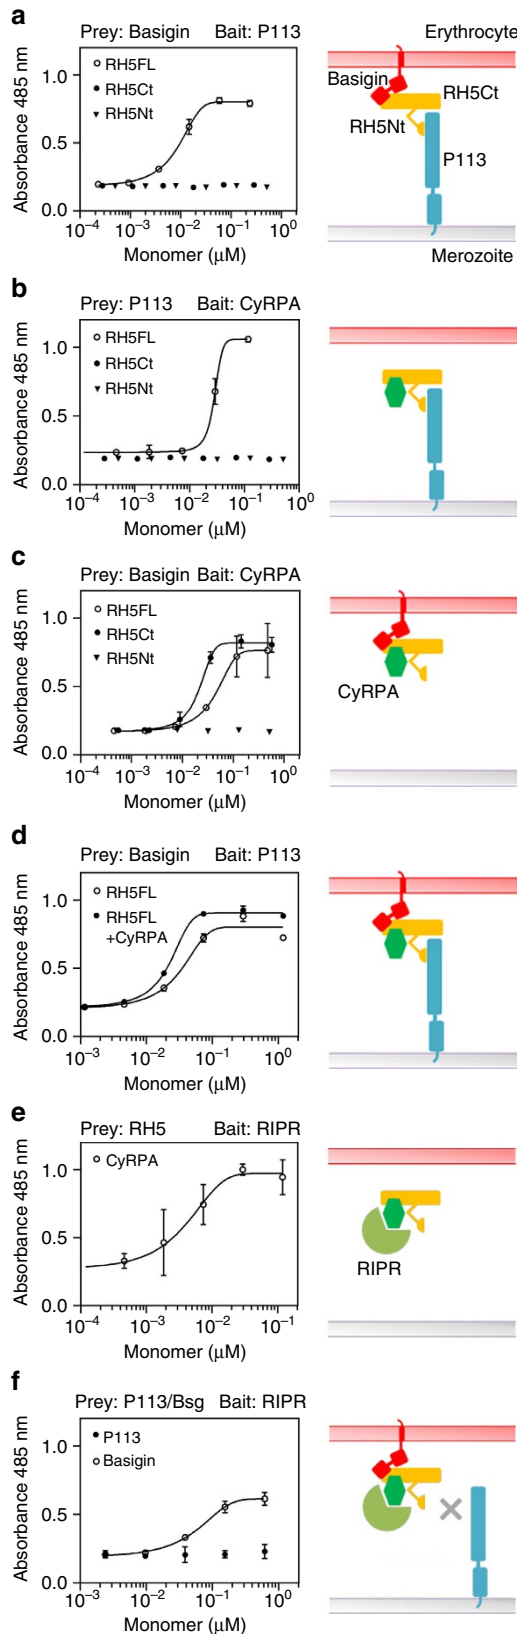 a
Prey: Basigin Bait: P113
Erythrocyte
Absorbance 485 nm
1.0
0.5
0.0
RH5FL
RH5Ct
RH5Nt
10⁻⁴ 10⁻³ 10⁻² 10⁻¹ 10⁰
Monomer (μM)
Basigin
RH5Ct
RH5Nt
P113
Merozoite
b
Prey: P113 Bait: CyRPA
Absorbance 485 nm
1.0
0.5
0.0
RH5FL
RH5Ct
RH5Nt
10⁻⁴ 10⁻³ 10⁻² 10⁻¹ 10⁰
Monomer (μM)
c
Prey: Basigin Bait: CyRPA
Absorbance 485 nm
1.0
0.5
0.0
RH5FL
RH5Ct
RH5Nt
10⁻⁴ 10⁻³ 10⁻² 10⁻¹ 10⁰
Monomer (μM)
CyRPA
d
Prey: Basigin Bait: P113
Absorbance 485 nm
1.0
0.5
0.0
RH5FL
RH5FL
+CyRPA
10⁻³ 10⁻² 10⁻¹ 10⁰
Monomer (μM)
e
Prey: RH5 Bait: RIPR
Absorbance 485 nm
1.0
0.5
0.0
CyRPA
10⁻⁴ 10⁻³ 10⁻² 10⁻¹
Monomer (μM)
RIPR
f
Prey: P113/Bsg Bait: RIPR
Absorbance 485 nm
1.0
0.5
0.0
P113
Basigin
10⁻³ 10⁻² 10⁻¹ 10⁰
Monomer (μM)